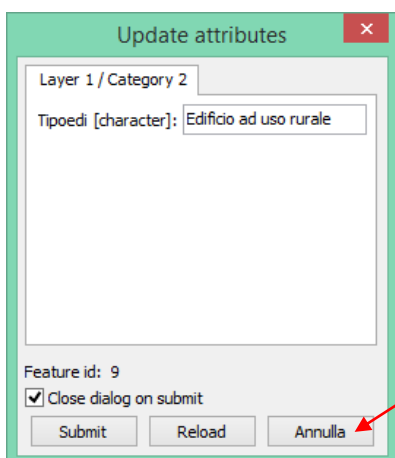 Update attributes
Layer 1 / Category 2
Tipoedi [character]: Edificio ad uso rurale
Feature id: 9
Close dialog on submit
Submit Reload Annulla